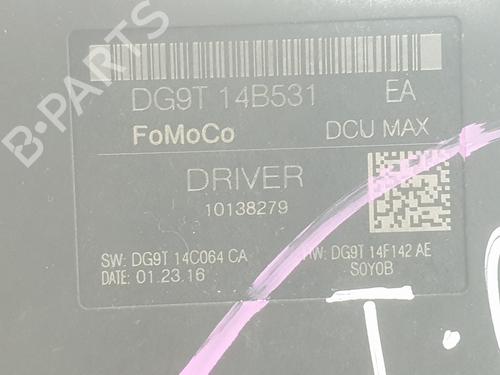 DG9T 14B531 EA
FoMoCo DCU MAX
DRIVER
10138279
SW: DG9T 14C064 CA HW: DG9T 14F142 AE
DATE: 01.23.16 S0Y0B
B-PARTS